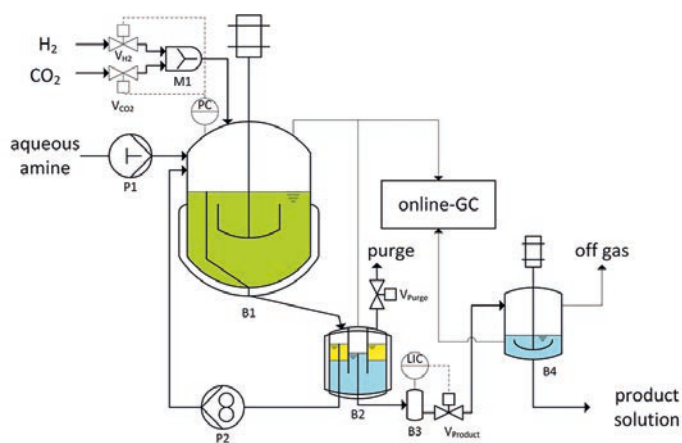 H2
VH2
M1
CO2
VCO2
PC
aqueous
amine
P1
online-GC
purge
off gas
VPurge
B1
LIC
B2
B3
VProduct
B4
P2
product
solution